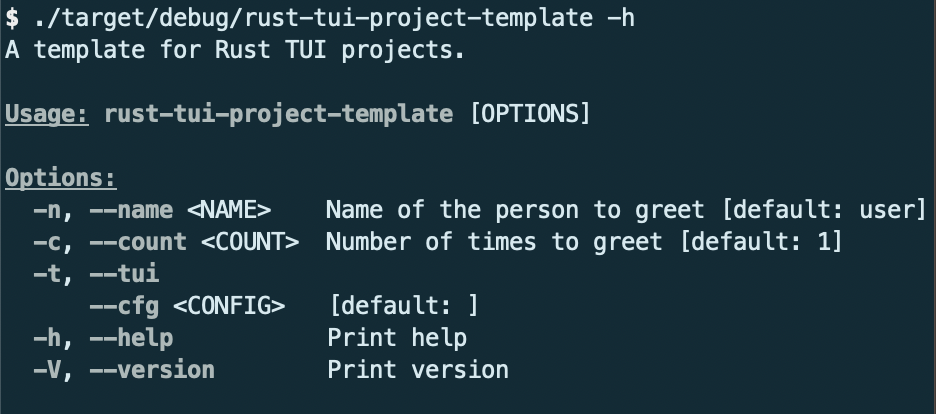 $ ./target/debug/rust-tui-project-template -h
A template for Rust TUI projects.

Usage: rust-tui-project-template [OPTIONS]

Options:
  -n, --name <NAME>    Name of the person to greet [default: user]
  -c, --count <COUNT>  Number of times to greet [default: 1]
  -t, --tui
      --cfg <CONFIG>   [default: ]
  -h, --help           Print help
  -V, --version        Print version